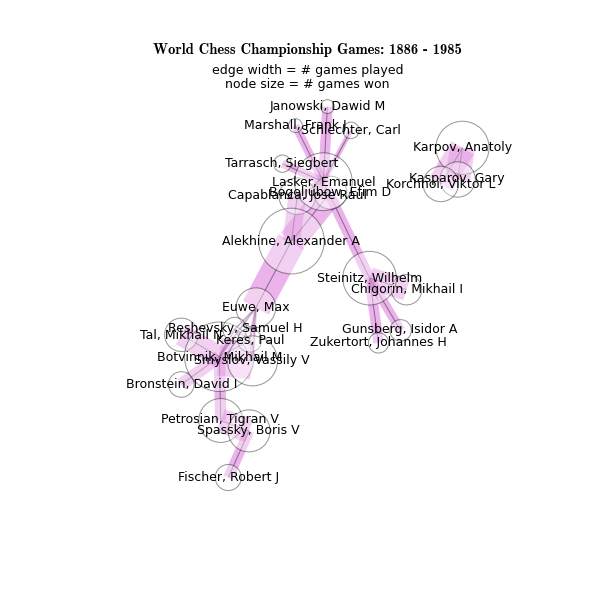 World Chess Championship Games: 1886 - 1985
edge width = # games played
node size = # games won
Janowski, Dawid M
Marshall, Frank J
Schlechter, Carl
Karpov, Anatoly
Tarrasch, Siegbert
Kasparov, Gary
Lasker, Emanuel
Korchnoi, Viktor L
Bogoljubow, Efim D
Capablanca, Jose Raul
Alekhine, Alexander A
Steinitz, Wilhelm
Chigorin, Mikhail I
Euwe, Max
Reshevsky, Samuel H
Gunsberg, Isidor A
Tal, Mikhail N
Keres, Paul
Zukertort, Johannes H
Botvinnik, Mikhail M
Smyslov, Vassily V
Bronstein, David I
Petrosian, Tigran V
Spassky, Boris V
Fischer, Robert J